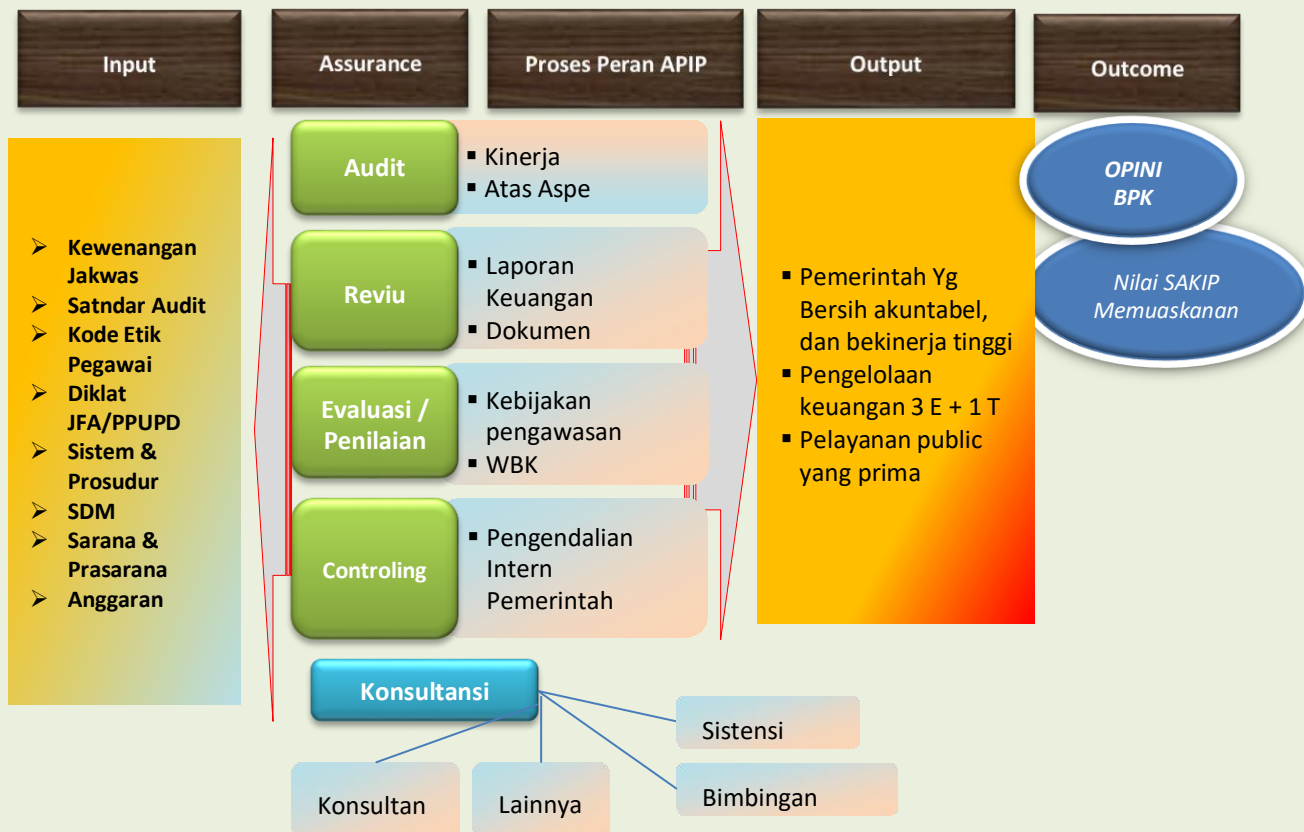 Input
Assurance
Proses Peran APIP
Output
Outcome
➢ Kewenangan
Jakwas
➢ Satndar Audit
➢ Kode Etik
Pegawai
➢ Diklat
JFA/PPUPD
➢ Sistem &
Prosudur
➢ SDM
➢ Sarana &
Prasarana
➢ Anggaran
Audit
▪ Kinerja
▪ Atas Aspe
Reviu
▪ Laporan
Keuangan
▪ Dokumen
Evaluasi /
Penilaian
▪ Kebijakan
pengawasan
▪ WBK
Controling
▪ Pengendalian
Intern
Pemerintah
Konsultansi
Sistensi
Bimbingan
Konsultan
Lainnya
▪ Pemerintah Yg
Bersih akuntabel,
dan bekinerja tinggi
▪ Pengelolaan
keuangan 3 E + 1 T
▪ Pelayanan public
yang prima
OPINI
BPK
Nilai SAKIP
Memuaskanan